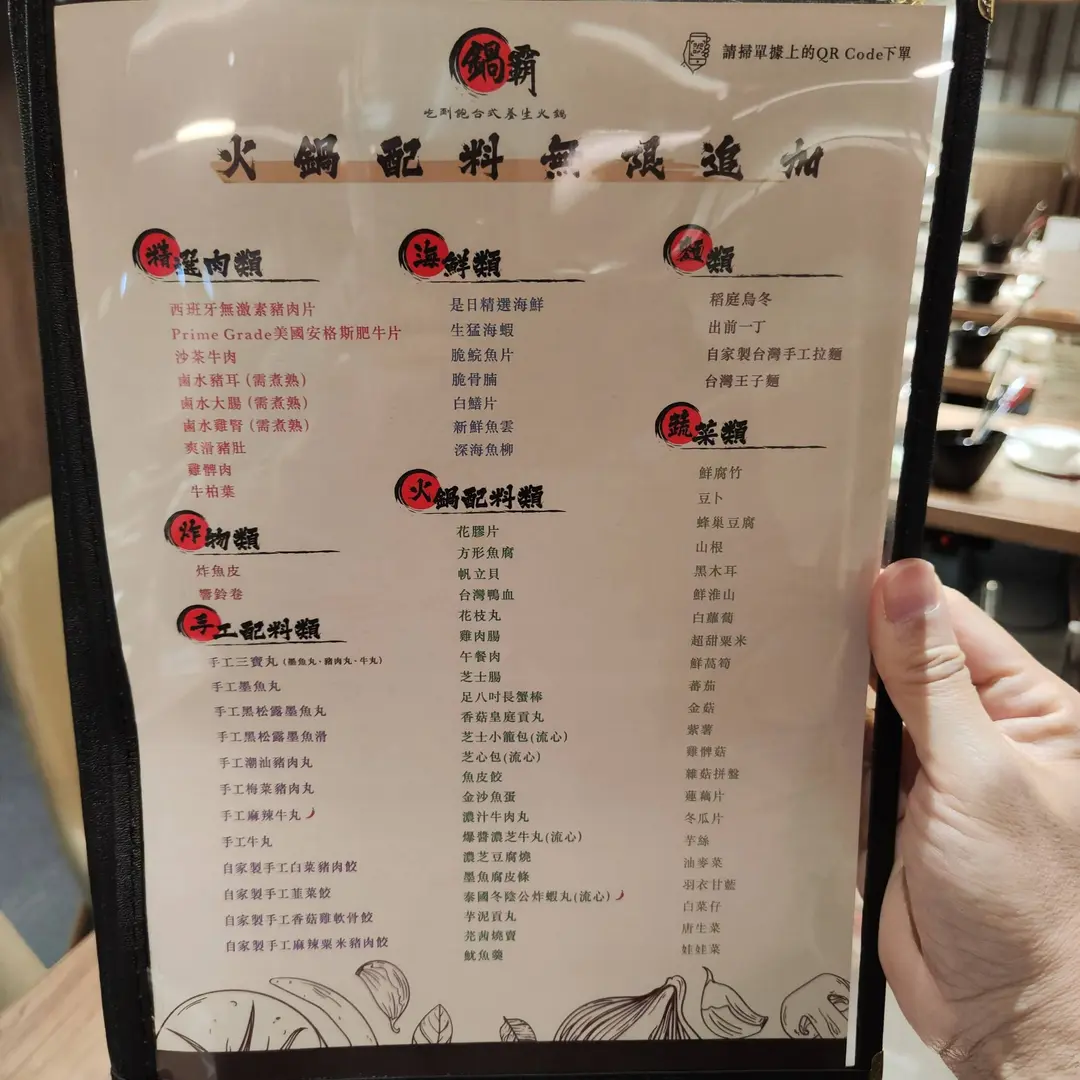 鍋霸
吃剮飽台式養生火鍋
請掃單據上的QR Code下單
火鍋配料無限追加
精選肉類
西班牙無激素豬肉片
Prime Grade美國安格斯肥牛片
沙茶牛肉
鹵水豬耳（需煮熟）
鹵水大腸（需煮熟）
鹵水雞腎（需煮熟）
爽滑豬肚
雞髀肉
牛柏葉
炸物類
炸魚皮
響鈴卷
手工配料類
手工三寶丸（墨魚丸、豬肉丸、牛丸）
手工墨魚丸
手工黑松露墨魚丸
手工黑松露墨魚滑
手工潮汕豬肉丸
手工梅菜豬肉丸
手工麻辣牛丸
手工牛丸
自家製手工白菜豬肉餃
自家製手工韮菜餃
自家製手工香菇雞軟骨餃
自家製手工麻辣粟米豬肉餃
海鮮類
是日精選海鮮
生猛海蝦
脆鯇魚片
脆骨腩
白鱔片
新鮮魚雲
深海魚柳
火鍋配料類
花膠片
方形魚腐
帆立貝
台灣鴨血
花枝丸
雞肉腸
午餐肉
芝士腸
足八吋長蟹棒
香菇皇庭貢丸
芝士小籠包(流心)
芝心包(流心)
魚皮餃
金沙魚蛋
濃汁牛肉丸
爆醬濃芝牛丸(流心)
濃芝豆腐燒
墨魚腐皮條
泰國冬陰公炸蝦丸(流心)
芋泥貢丸
芫茜燒賣
魷魚羹
麵類
稻庭烏冬
出前一丁
自家製台灣手工拉麵
台灣王子麵
蔬菜類
鮮腐竹
豆卜
蜂巢豆腐
山根
黑木耳
鮮淮山
白蘿蔔
超甜粟米
鮮萵筍
蕃茄
金菇
紫薯
雞髀菇
雜菇拼盤
蓮藕片
冬瓜片
芋絲
油麥菜
羽衣甘藍
白菜仔
唐生菜
娃娃菜